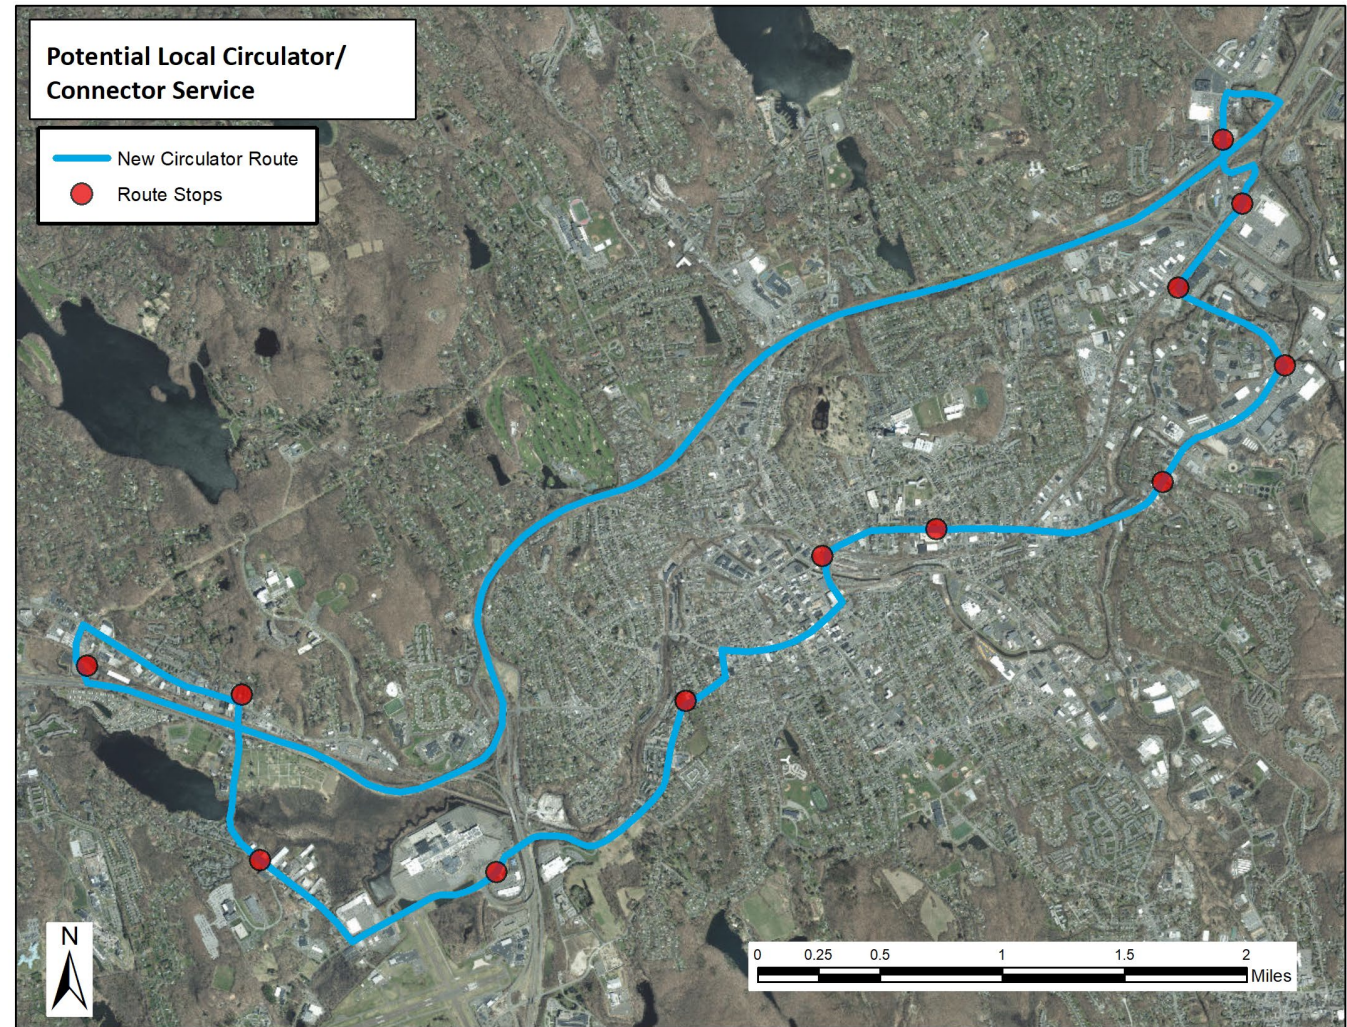 Potential Local Circulator/
Connector Service
New Circulator Route
Route Stops
N
0 0.25 0.5 1 1.5 2
Miles